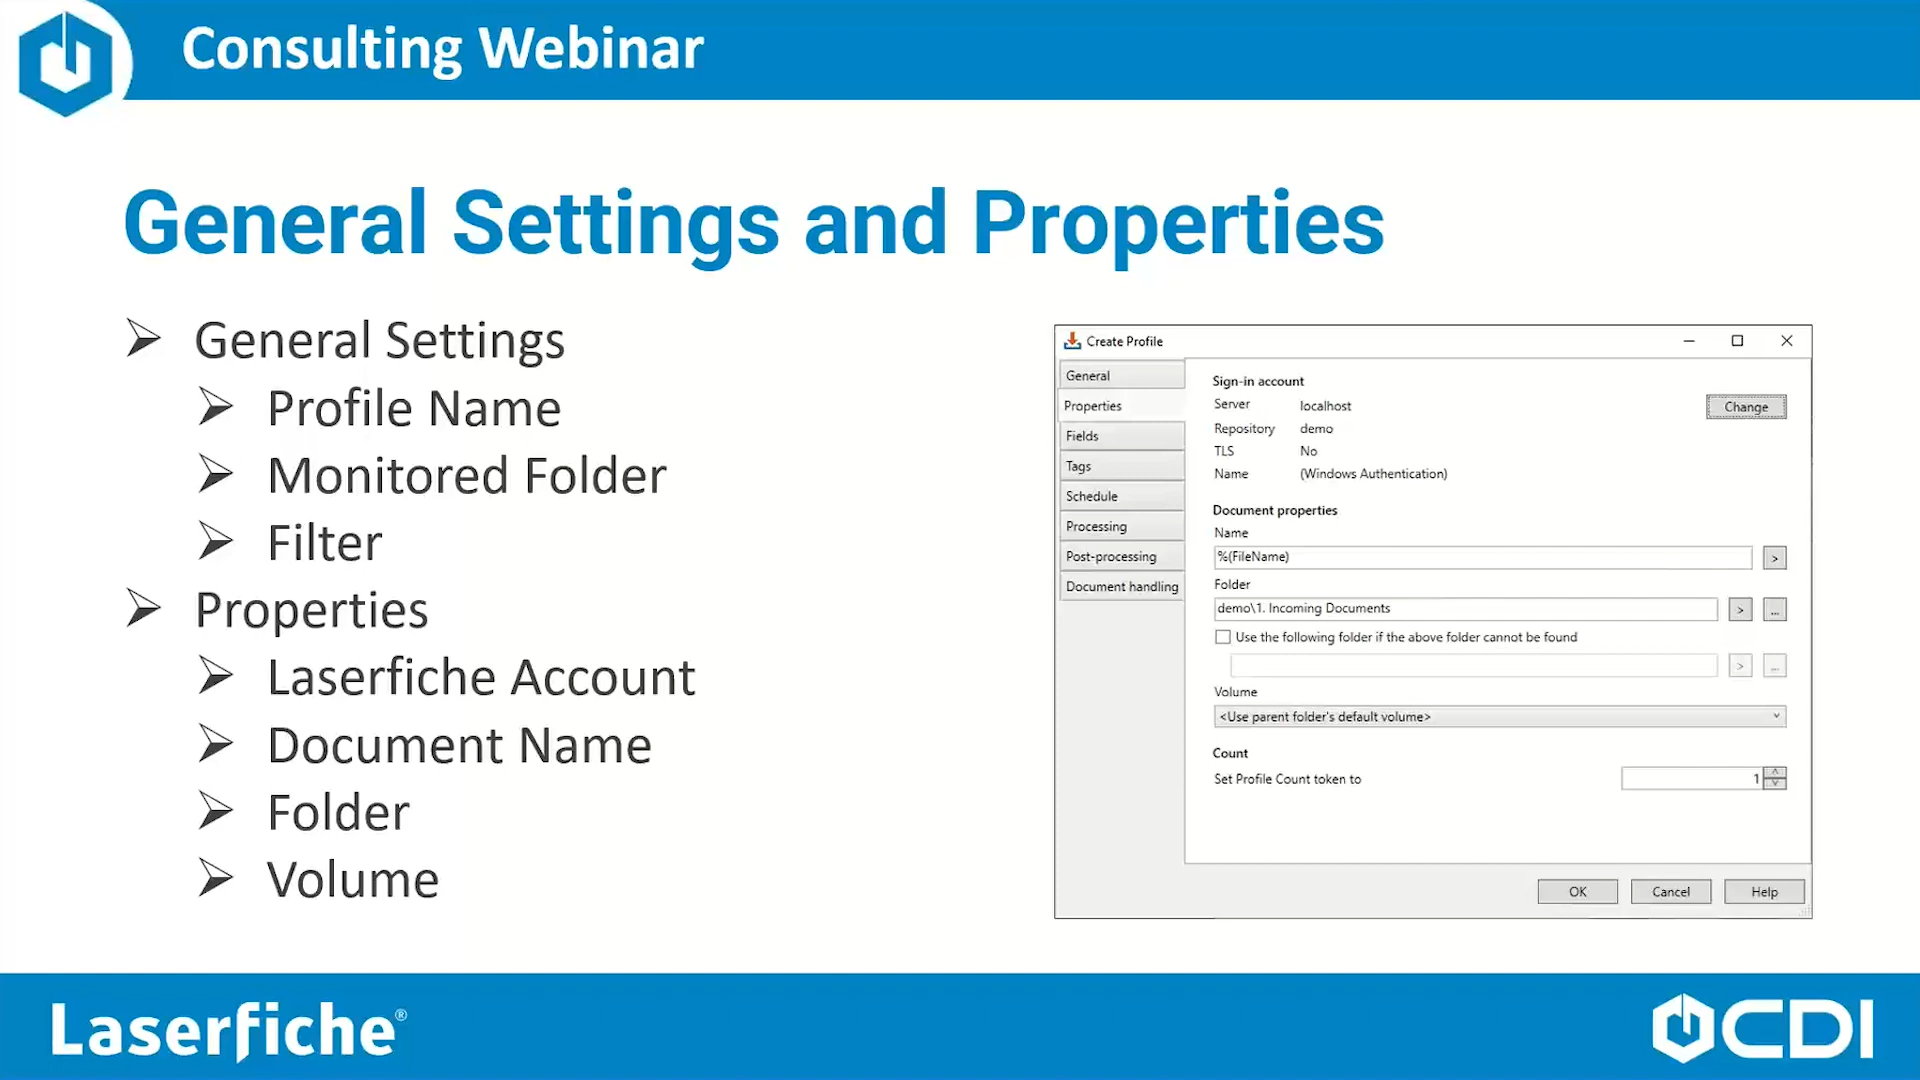 Consulting Webinar
General Settings and Properties
➢ General Settings
➢ Profile Name
➢ Monitored Folder
➢ Filter
➢ Properties
➢ Laserfiche Account
➢ Document Name
➢ Folder
➢ Volume
Create Profile
General
Properties
Fields
Tags
Schedule
Processing
Post-processing
Document handling
Sign-in account
Server localhost
Change
Repository demo
TLS No
Name (Windows Authentication)
Document properties
Name
%(FileName) >
Folder
demo\1. Incoming Documents > ...
Use the following folder if the above folder cannot be found
> ...
Volume
<Use parent folder's default volume>
Count
Set Profile Count token to 1
OK Cancel Help
Laserfiche®
CDI